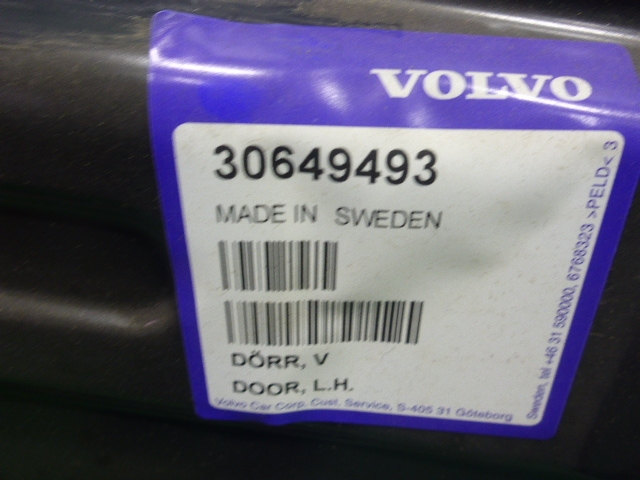 VOLVO
30649493
MADE IN SWEDEN
DÖRR, V
DOOR, L.H.
Volvo Car Corp. Cust. Service, S-405 31 Göteborg
Sweden, tel +46 31 590000, 6768323 >PELD< 3